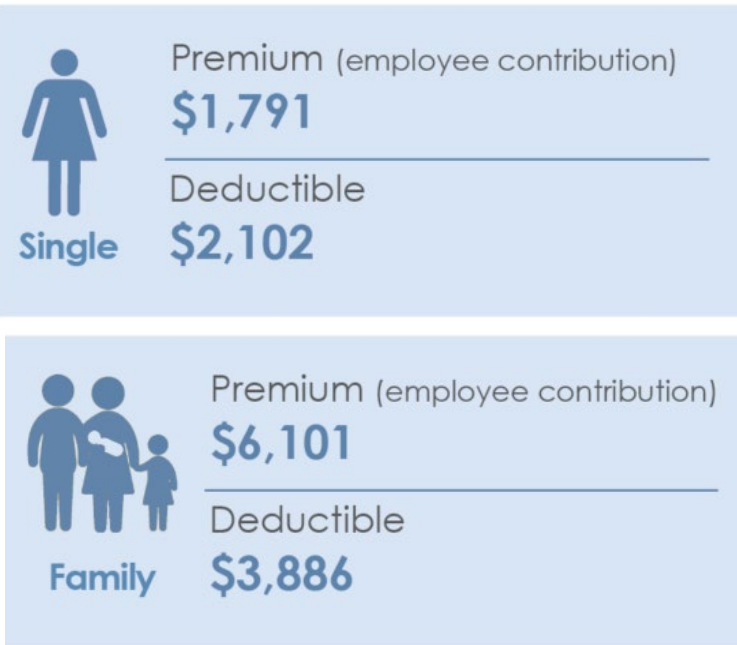 Premium (employee contribution)
$1,791
Deductible
Single
$2,102
Premium (employee contribution)
$6,101
Deductible
Family
$3,886